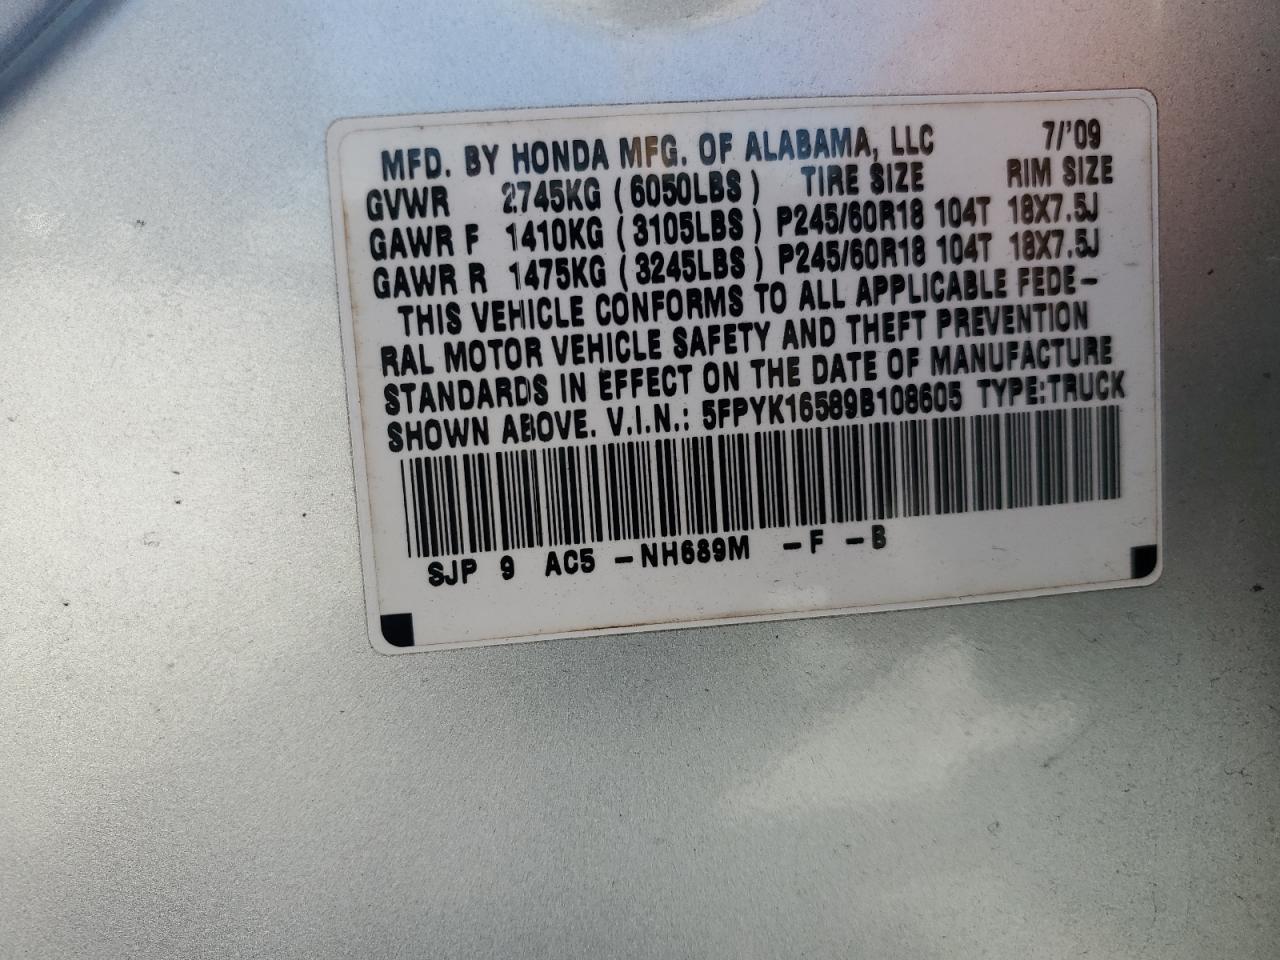 MFD. BY HONDA MFG. OF ALABAMA, LLC 7/'09
GVWR 2745KG (6050LBS) TIRE SIZE RIM SIZE
GAWR F 1410KG (3105LBS) P245/60R18 104T 18X7.5J
GAWR R 1475KG (3245LBS) P245/60R18 104T 18X7.5J
THIS VEHICLE CONFORMS TO ALL APPLICABLE FEDE-
RAL MOTOR VEHICLE SAFETY AND THEFT PREVENTION
STANDARDS IN EFFECT ON THE DATE OF MANUFACTURE
SHOWN ABOVE. V.I.N.: 5FPYK16589B108605 TYPE:TRUCK
SJP 9 AC5 -NH689M -F -B